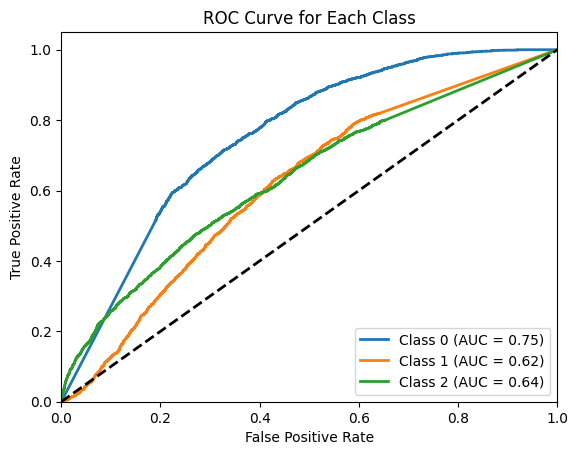 ROC Curve for Each Class
True Positive Rate
1.0
0.8
0.6
0.4
0.2
0.0
Class 0 (AUC = 0.75)
Class 1 (AUC = 0.62)
Class 2 (AUC = 0.64)
0.0 0.2 0.4 0.6 0.8 1.0
False Positive Rate